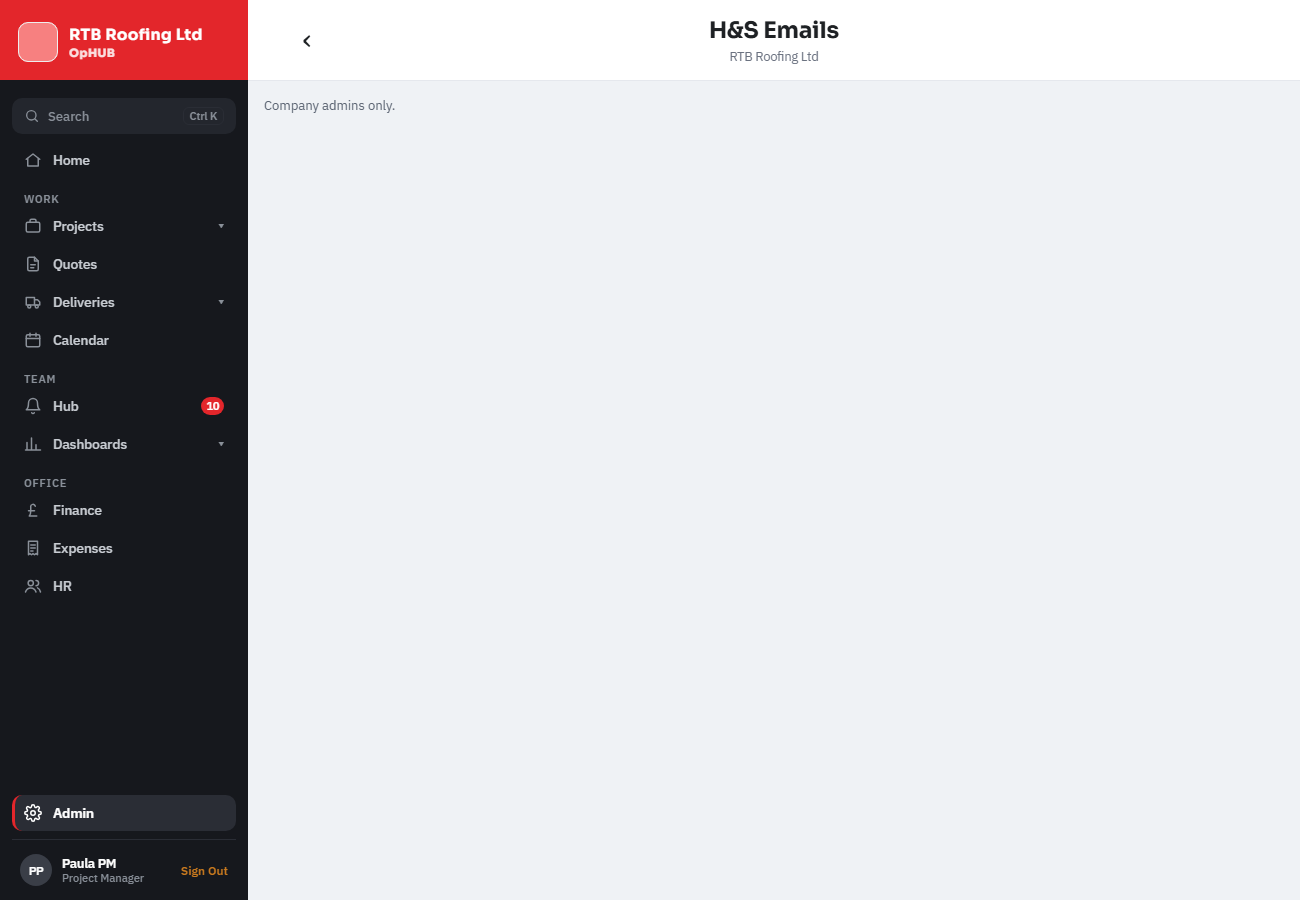 RTB Roofing Ltd
OpHUB
Search
Ctrl K
Home
WORK
Projects
Quotes
Deliveries
Calendar
TEAM
Hub
10
Dashboards
OFFICE
Finance
Expenses
HR
Admin
PP
Paula PM
Project Manager
Sign Out
H&S Emails
RTB Roofing Ltd
Company admins only.